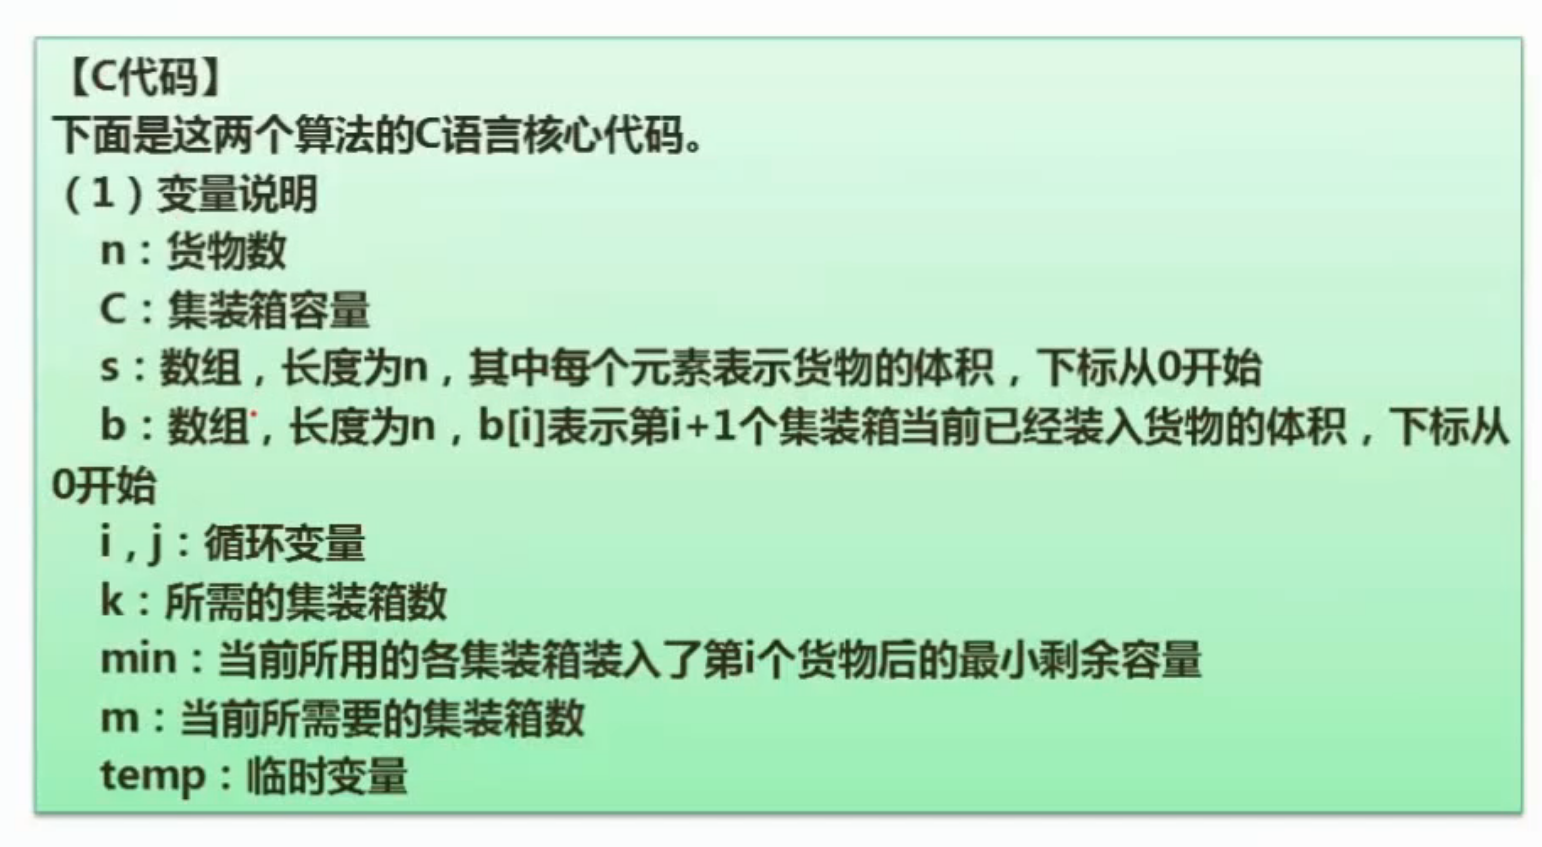 【C代码】
下面是这两个算法的C语言核心代码。
（1）变量说明
n：货物数
C：集装箱容量
s：数组，长度为n，其中每个元素表示货物的体积，下标从0开始
b：数组，长度为n，b[i]表示第i+1个集装箱当前已经装入货物的体积，下标从
0开始
i，j：循环变量
k：所需的集装箱数
min：当前所用的各集装箱装入了第i个货物后的最小剩余容量
m：当前所需要的集装箱数
temp：临时变量